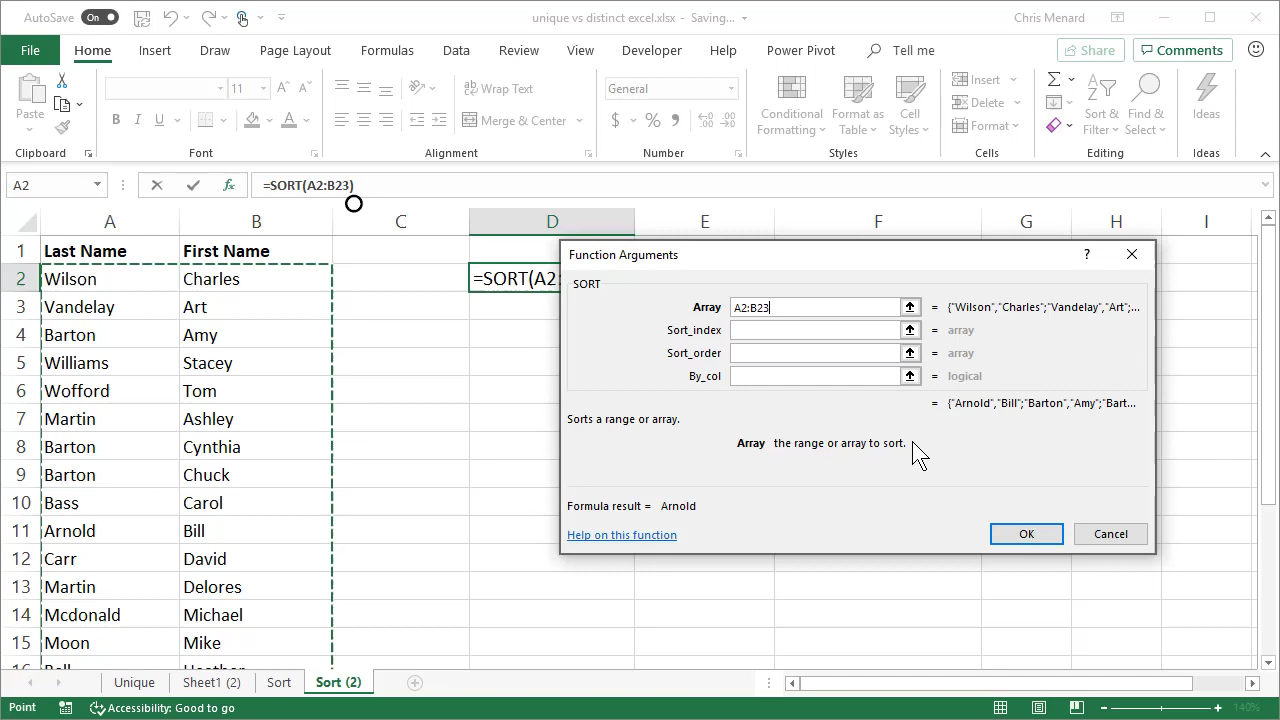 AutoSave On unique vs distinct excel.xlsx - Saving... Chris Menard
File Home Insert Draw Page Layout Formulas Data Review View Developer Help Power Pivot Tell me Share Comments
Paste 11 A A Wrap Text General Conditional Formatting Format as Table Cell Styles Insert Sort & Filter Find & Select Ideas
B I U Merge & Center $ % , Delete
Format
Clipboard Font Alignment Number Styles Cells Editing Ideas
A2 fx =SORT(A2:B23)
A B C D E F G H I
1 Last Name First Name
2 Wilson Charles =SORT(A2:
3 Vandelay Art
4 Barton Amy
5 Williams Stacey
6 Wofford Tom
7 Martin Ashley
8 Barton Cynthia
9 Barton Chuck
10 Bass Carol
11 Arnold Bill
12 Carr David
13 Martin Delores
14 Mcdonald Michael
15 Moon Mike
16
Function Arguments ?
SORT
Array A2:B23 = {"Wilson","Charles";"Vandelay","Art";...
Sort_index = array
Sort_order = array
By_col = logical
= {"Arnold","Bill";"Barton","Amy";"Bart...
Sorts a range or array.
Array the range or array to sort.
Formula result = Arnold
Help on this function OK Cancel
Unique Sheet1 (2) Sort Sort (2)
Point Accessibility: Good to go 140%